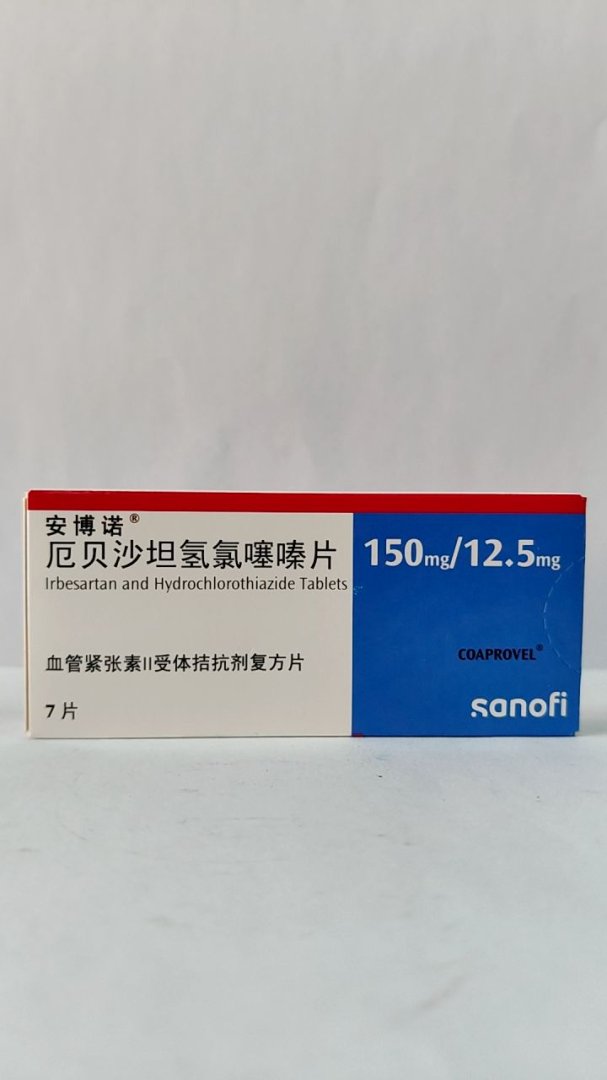 安博诺®
厄贝沙坦氢氯噻嗪片
Irbesartan and Hydrochlorothiazide Tablets
150mg/12.5mg
血管紧张素II受体拮抗剂复方片
7片
COAPROVEL®
sanofi